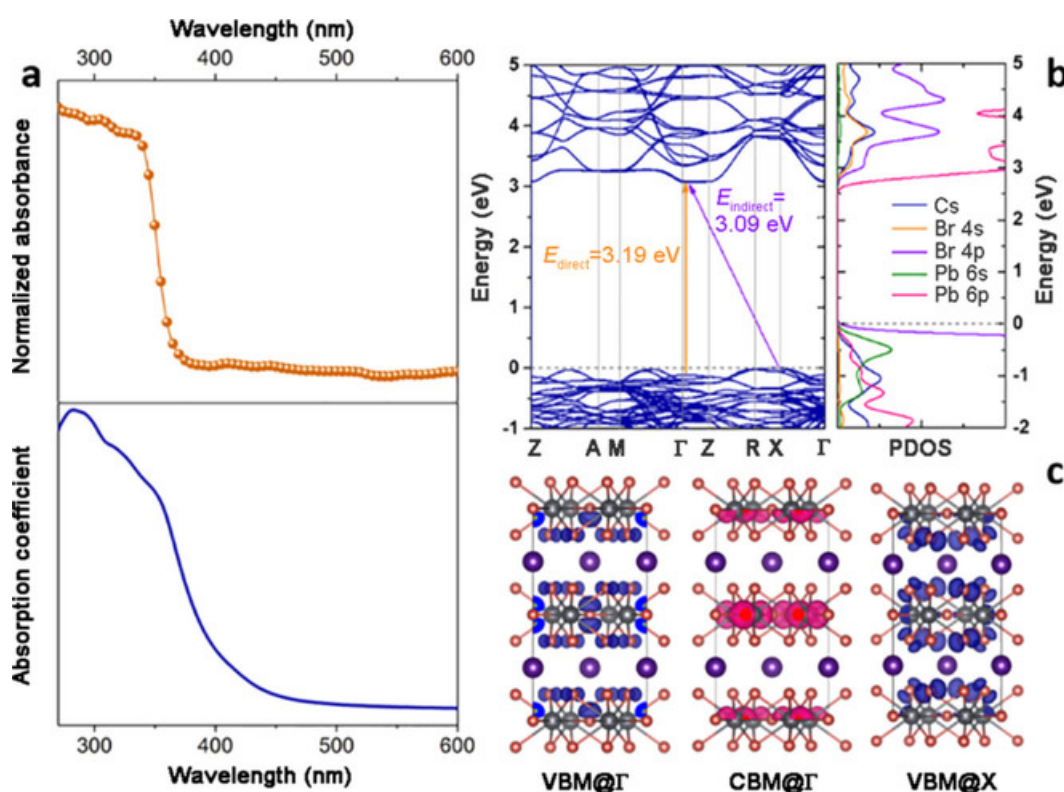 Wavelength (nm)
300 400 500 600
a
Normalized absorbance
Absorption coefficient
300 400 500 600
Wavelength (nm)
b
5
4
3
2
1
0
-1
Energy (eV)
E direct=3.19 eV
E indirect=
3.09 eV
Z A M Γ Z R X Γ
Cs
Br 4s
Br 4p
Pb 6s
Pb 6p
5
4
3
2
1
0
-1
-2
Energy (eV)
PDOS
c
VBM@Γ CBM@Γ VBM@X